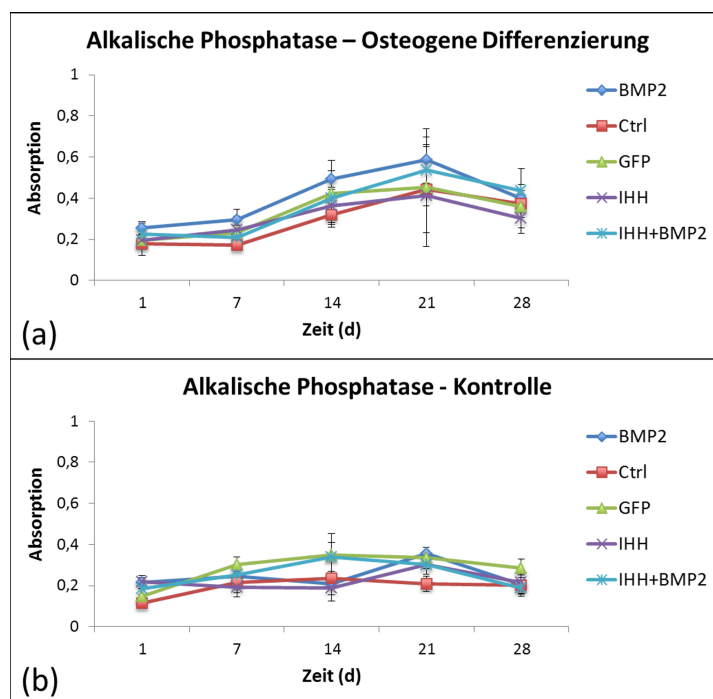 Alkalische Phosphatase – Osteogene Differenzierung
1
0,8
0,6
0,4
0,2
0
Absorption
1 7 14 21 28
Zeit (d)
BMP2
Ctrl
GFP
IHH
IHH+BMP2
(a)
Alkalische Phosphatase - Kontrolle
1
0,8
0,6
0,4
0,2
0
Absorption
1 7 14 21 28
Zeit (d)
BMP2
Ctrl
GFP
IHH
IHH+BMP2
(b)